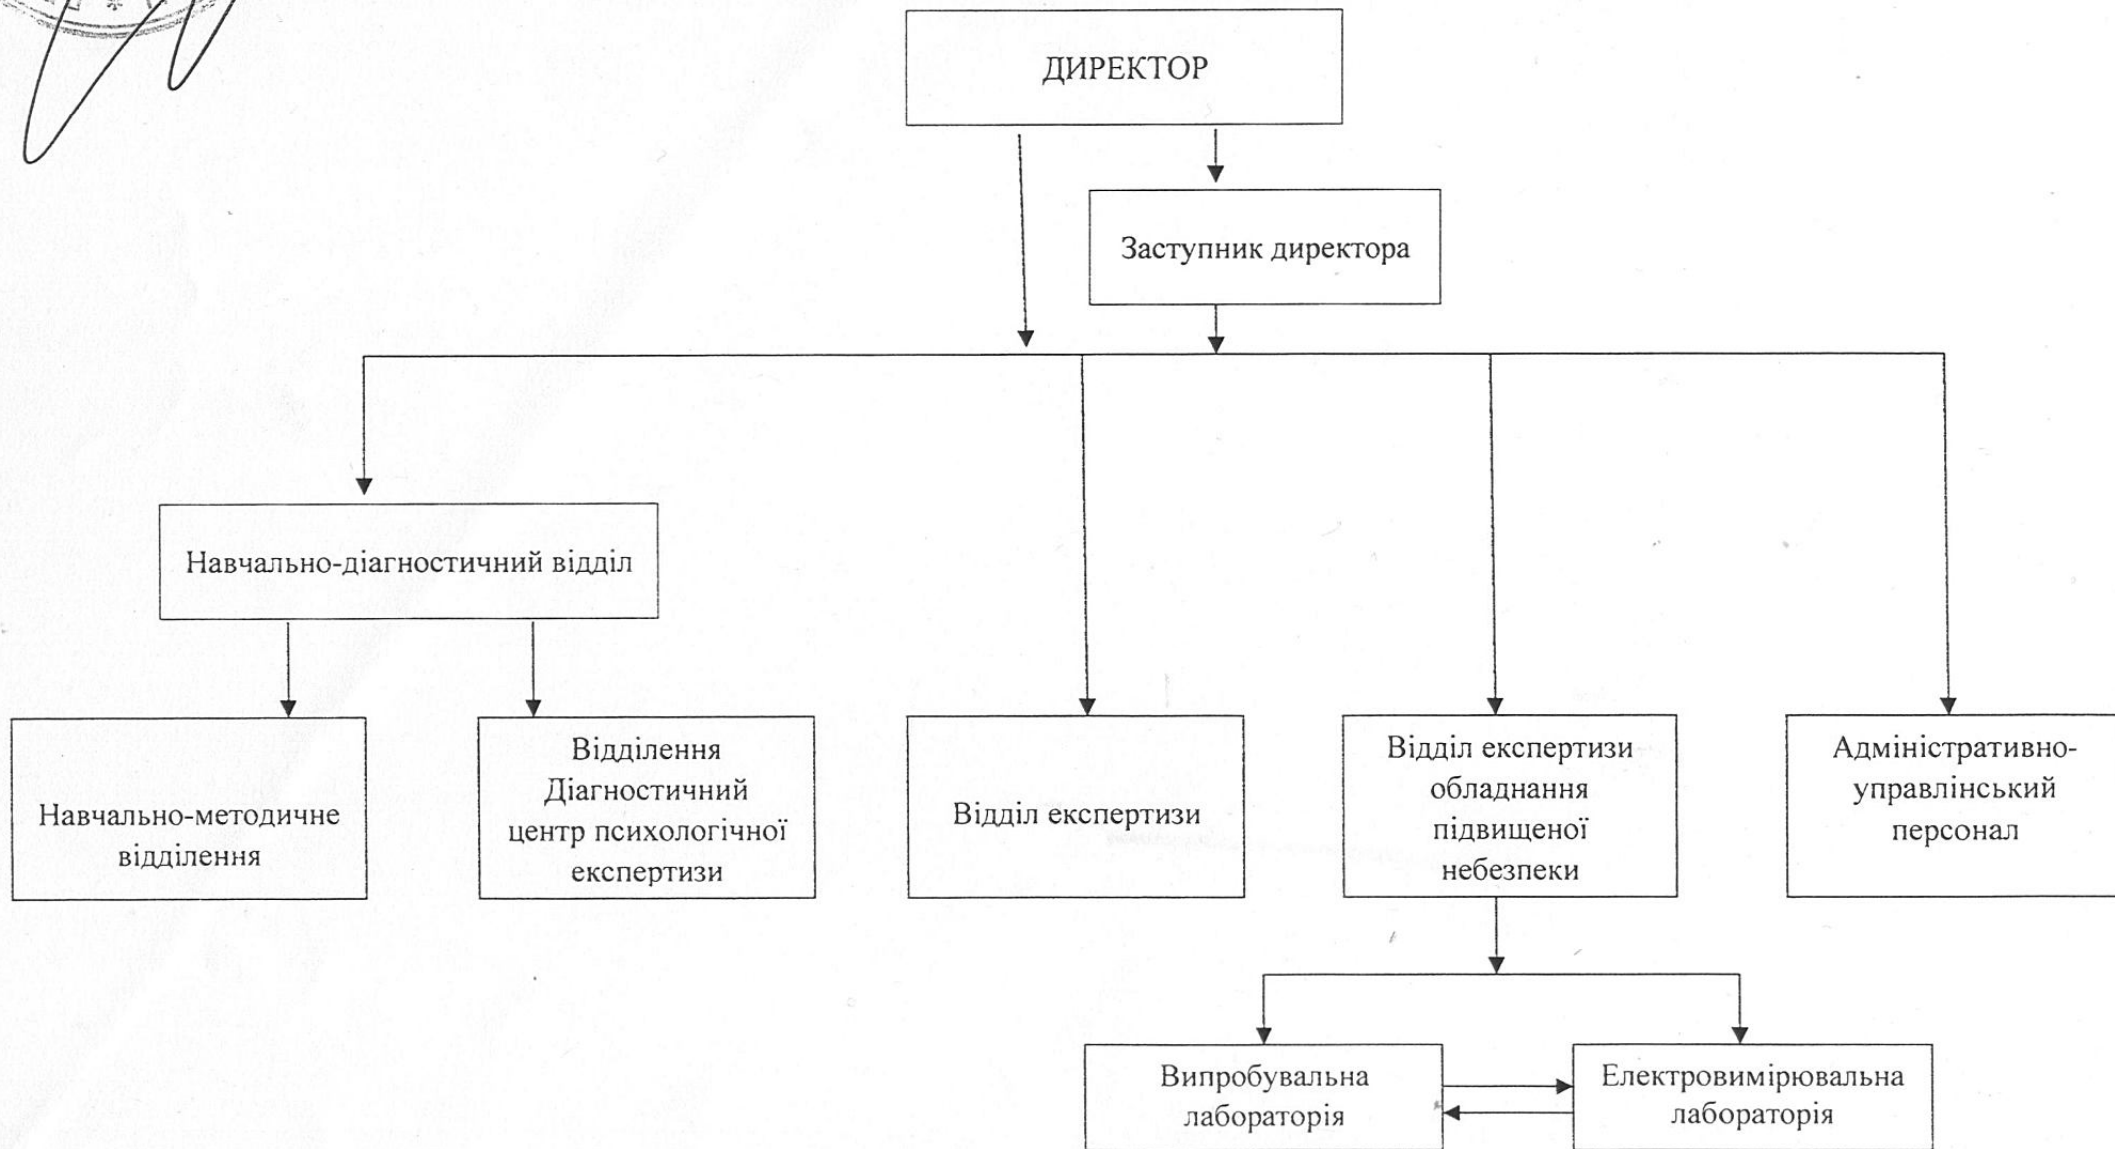 ДИРЕКТОР
Заступник директора
Навчально-діагностичний відділ
Навчально-методичне
відділення
Відділення
Діагностичний
центр психологічної
експертизи
Відділ експертизи
Відділ експертизи
обладнання
підвищеної
небезпеки
Адміністративно-
управлінський
персонал
Випробувальна
лабораторія
Електровимірювальна
лабораторія